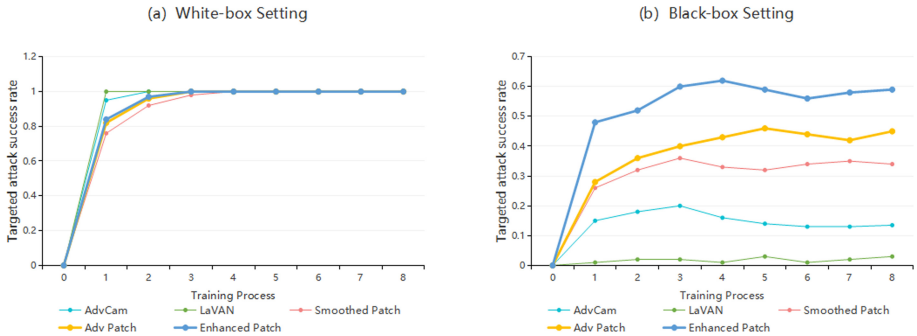 (a) White-box Setting
Targeted attack success rate
1.2
1
0.8
0.6
0.4
0.2
0
0 1 2 3 4 5 6 7 8
Training Process
AdvCam LaVAN Smoothed Patch
Adv Patch Enhanced Patch
(b) Black-box Setting
Targeted attack success rate
0.7
0.6
0.5
0.4
0.3
0.2
0.1
0
0 1 2 3 4 5 6 7 8
Training Process
AdvCam LaVAN Smoothed Patch
Adv Patch Enhanced Patch